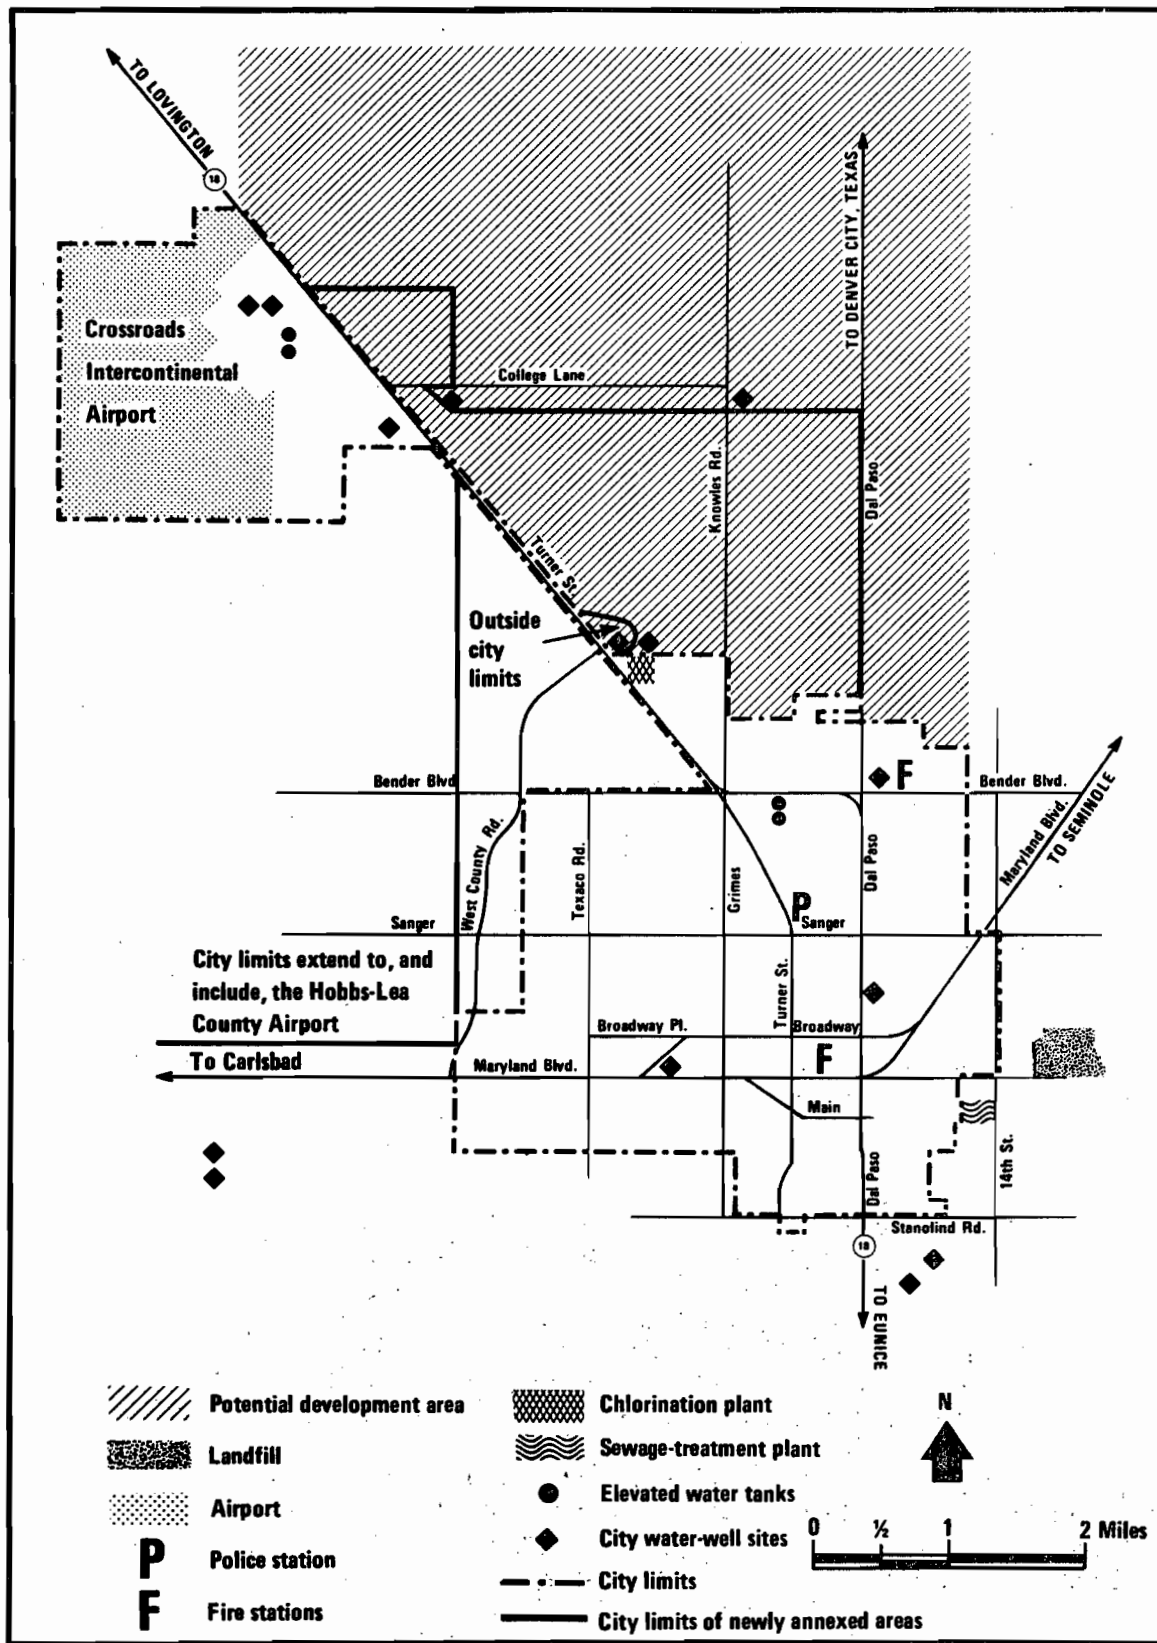 TO LOVINGTON
18
TO DENVER CITY, TEXAS
Crossroads
Intercontinental
Airport
College Lane
Knowles Rd.
Dal Paso
Turner St.
Outside
city
limits
Bender Blvd
Bender Blvd.
Maryland Blvd.
TO SEMINOLE
West County Rd.
Texaco Rd.
Grimes
Dal Paso
F
P
Sanger
Sanger
City limits extend to, and
include, the Hobbs-Lea
County Airport
Turner St.
Broadway Pl.
Broadway
To Carlsbad
Maryland Blvd.
F
Main
14th St.
Dal Paso
Stanolind Rd.
18
TO EUNICE
Potential development area
Landfill
Airport
P Police station
F Fire stations
Chlorination plant
Sewage-treatment plant
Elevated water tanks
City water-well sites
City limits
City limits of newly annexed areas
N
0 ½ 1 2 Miles